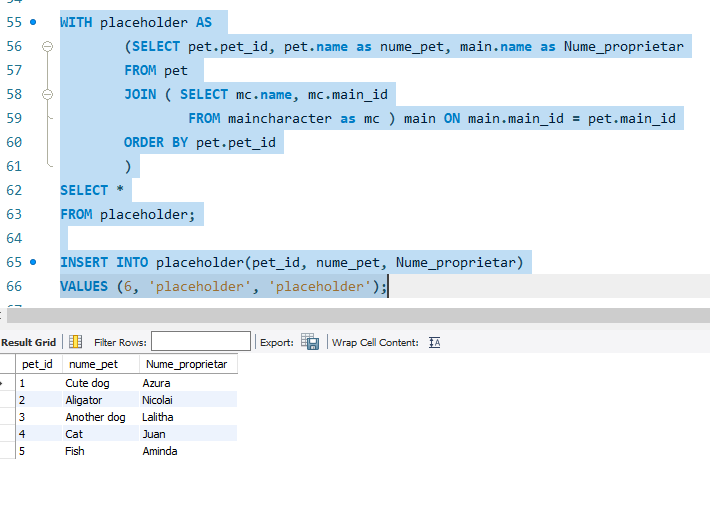 55 WITH placeholder AS
56 (SELECT pet.pet_id, pet.name as nume_pet, main.name as Nume_proprietar
57 FROM pet
58 JOIN ( SELECT mc.name, mc.main_id
59 FROM maincharacter as mc ) main ON main.main_id = pet.main_id
60 ORDER BY pet.pet_id
61 )
62 SELECT *
63 FROM placeholder;
64
65 INSERT INTO placeholder(pet_id, nume_pet, Nume_proprietar)
66 VALUES (6, 'placeholder', 'placeholder');
Result Grid Filter Rows: Export: Wrap Cell Content:
pet_id nume_pet Nume_proprietar
1 Cute dog Azura
2 Aligator Nicolai
3 Another dog Lalitha
4 Cat Juan
5 Fish Aminda